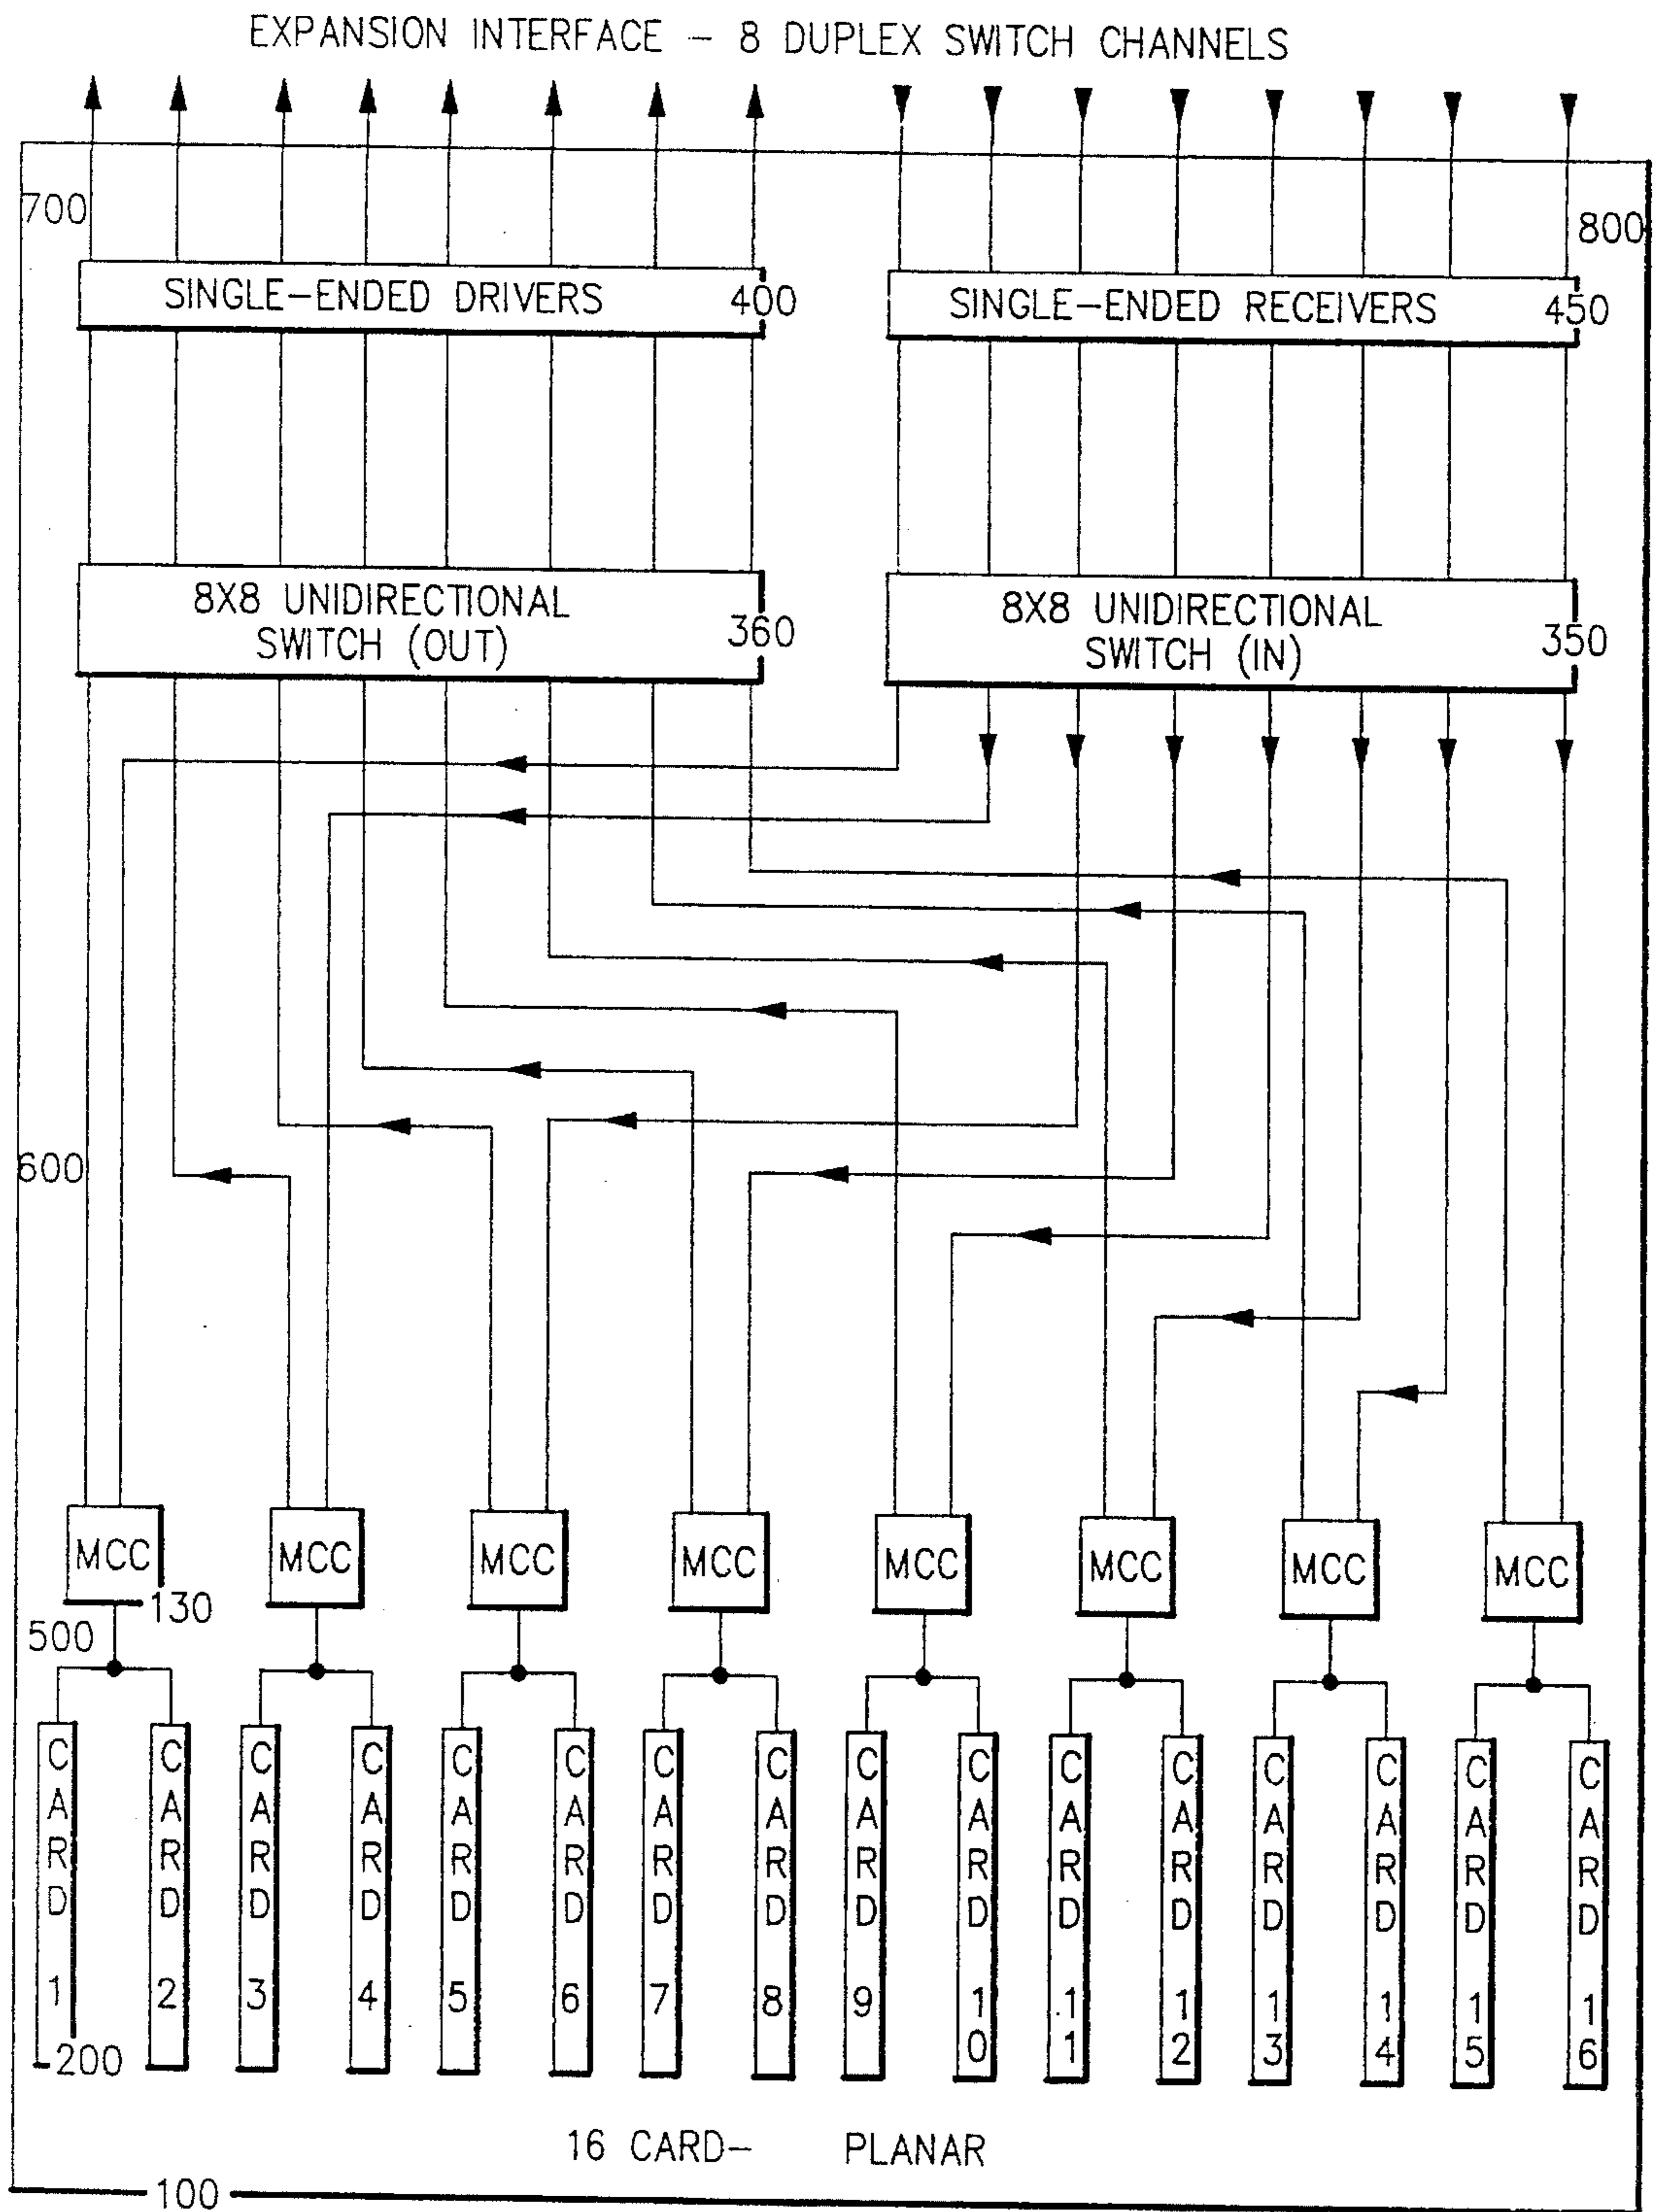 EXPANSION INTERFACE – 8 DUPLEX SWITCH CHANNELS
700
800
SINGLE–ENDED DRIVERS
400
SINGLE–ENDED RECEIVERS
450
8X8 UNIDIRECTIONAL
SWITCH (OUT)
360
8X8 UNIDIRECTIONAL
SWITCH (IN)
350
600
MCC
MCC
MCC
MCC
MCC
MCC
MCC
MCC
130
500
CARD 1
CARD 2
CARD 3
CARD 4
CARD 5
CARD 6
CARD 7
CARD 8
CARD 9
CARD 10
CARD 11
CARD 12
CARD 13
CARD 14
CARD 15
CARD 16
200
16 CARD– PLANAR
100